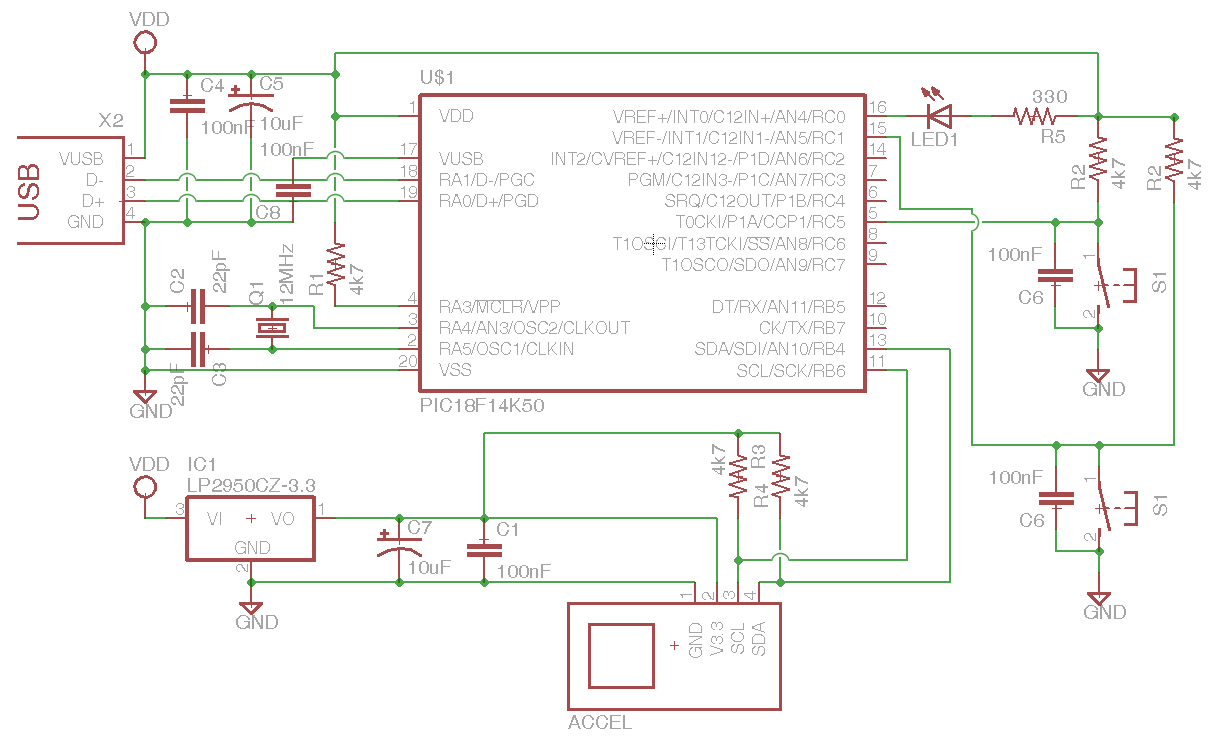 VDD
U$1
C4
C5
100nF
10uF
X2
100nF
USB
VUSB 1
D- 2
D+ 3
GND 4
C8
1 VDD
17 VUSB
18 RA1/D-/PGC
19 RA0/D+/PGD
4 RA3/MCLR/VPP
3 RA4/AN3/OSC2/CLKOUT
2 RA5/OSC1/CLKIN
20 VSS
VREF+/INT0/C12IN+/AN4/RC0 16
VREF-/INT1/C12IN1-/AN5/RC1 15
INT2/CVREF+/C12IN12-/P1D/AN6/RC2 14
PGM/C12IN3-/P1C/AN7/RC3 7
SRQ/C12OUT/P1B/RC4 6
T0CKI/P1A/CCP1/RC5 5
T1OSCI/T13TCKI/SS/AN8/RC6 8
T1OSCO/SDO/AN9/RC7 9
DT/RX/AN11/RB5 12
CK/TX/RB7 10
SDA/SDI/AN10/RB4 13
SCL/SCK/RB6 11
PIC18F14K50
LED1
330
R5
R2
4k7
R2
4k7
100nF
C6
1
2
S1
GND
C2
22pF
Q1
12MHz
R1
4k7
22pF
C3
GND
VDD
IC1
LP2950CZ-3.3
3 VI VO 1
GND
2
GND
C7
10uF
C1
100nF
4k7
R3
R4
4k7
1 2 3 4
GND
V3.3
SCL
SDA
ACCEL
100nF
C6
1
2
S1
GND